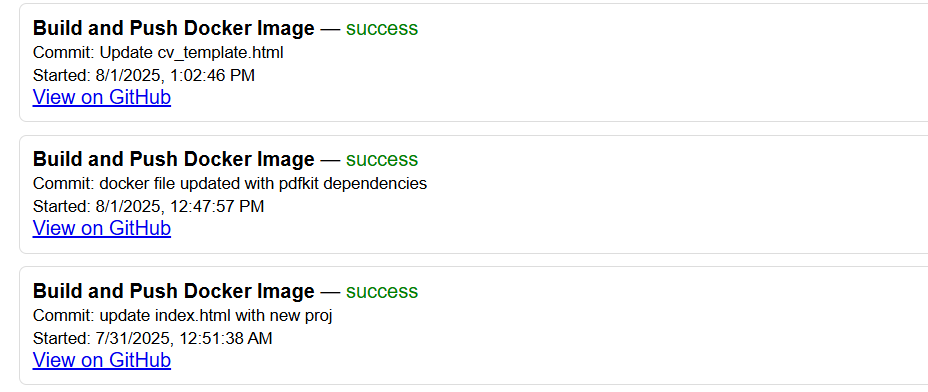 Build and Push Docker Image — success
Commit: Update cv_template.html
Started: 8/1/2025, 1:02:46 PM
View on GitHub
Build and Push Docker Image — success
Commit: docker file updated with pdfkit dependencies
Started: 8/1/2025, 12:47:57 PM
View on GitHub
Build and Push Docker Image — success
Commit: update index.html with new proj
Started: 7/31/2025, 12:51:38 AM
View on GitHub